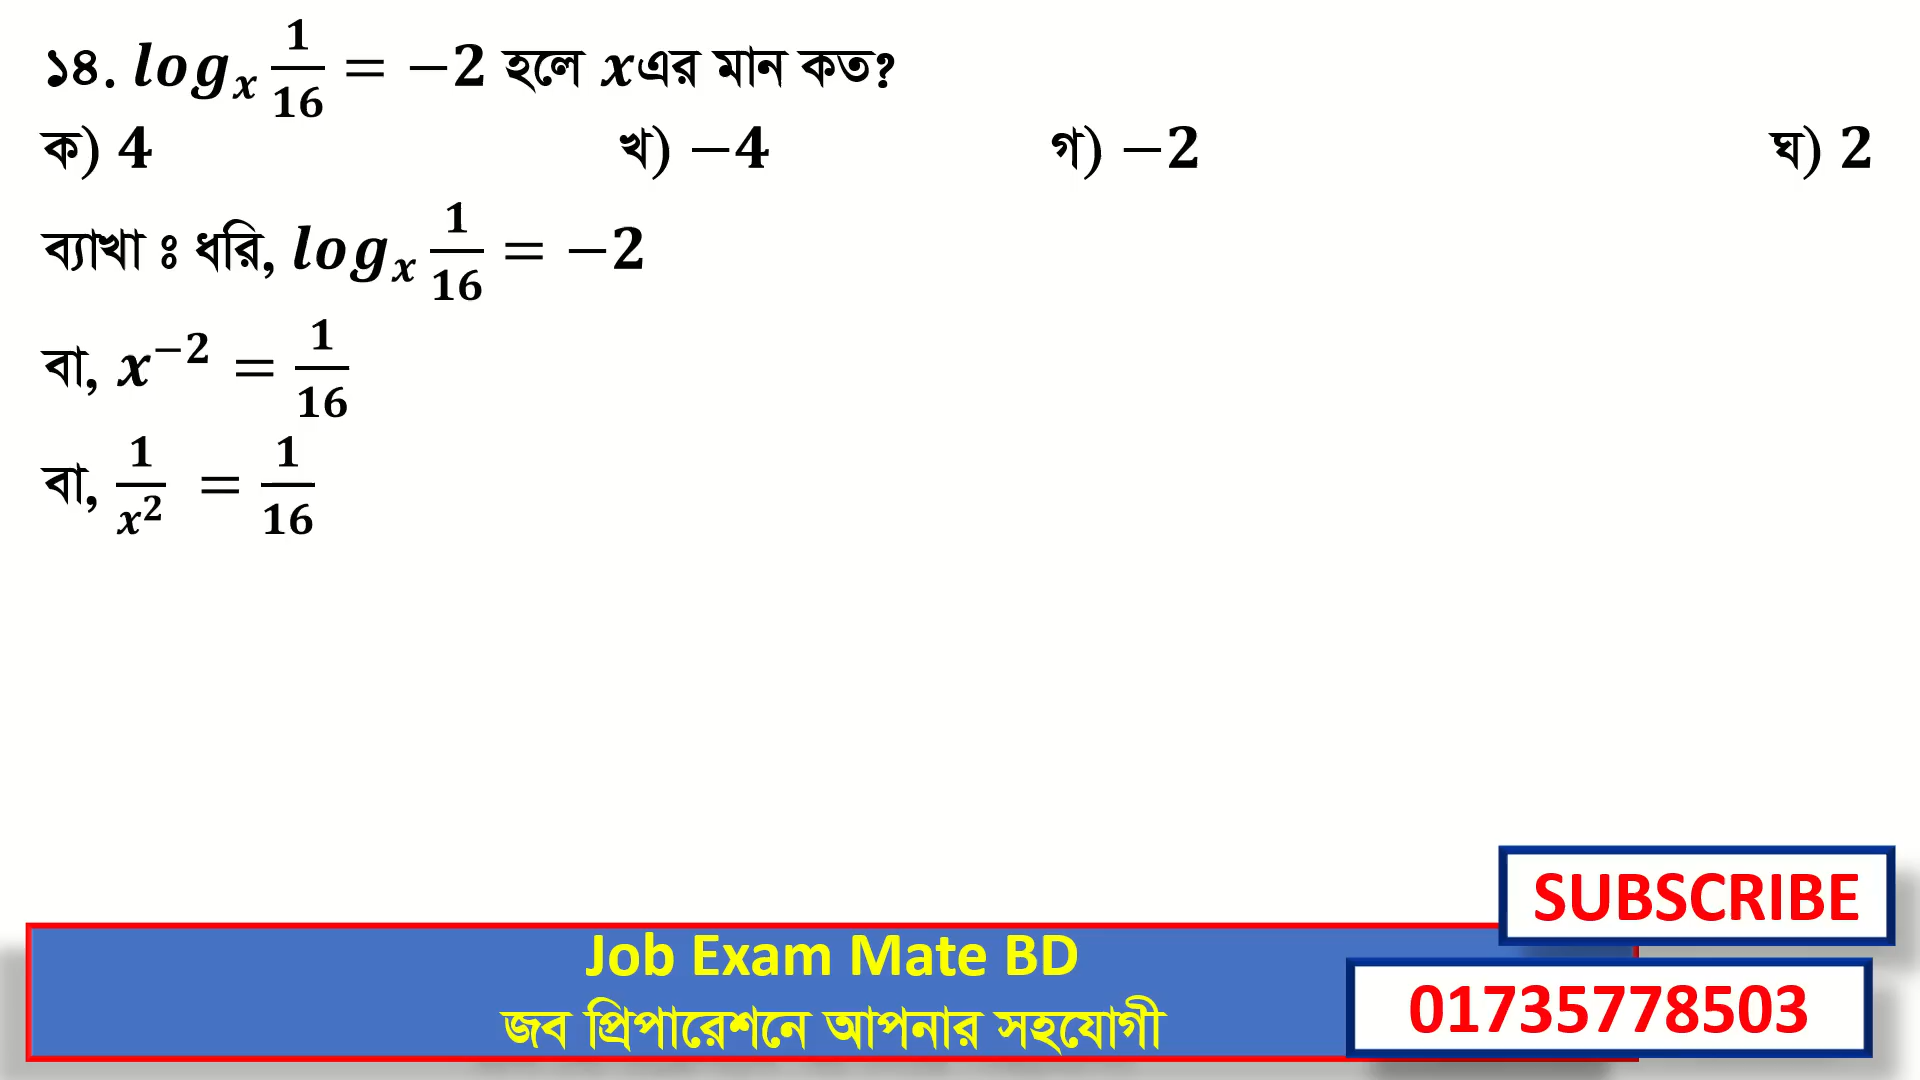 ১৪. log_x 1/16 = −2 হলে x এর মান কত?
ক) 4 খ) −4 গ) −2 ঘ) 2
ব্যাখা ঃ ধরি, log_x 1/16 = −2
বা, x^−2 = 1/16
বা, 1/x^2 = 1/16
SUBSCRIBE
Job Exam Mate BD
জব প্রিপারেশনে আপনার সহযোগী
01735778503